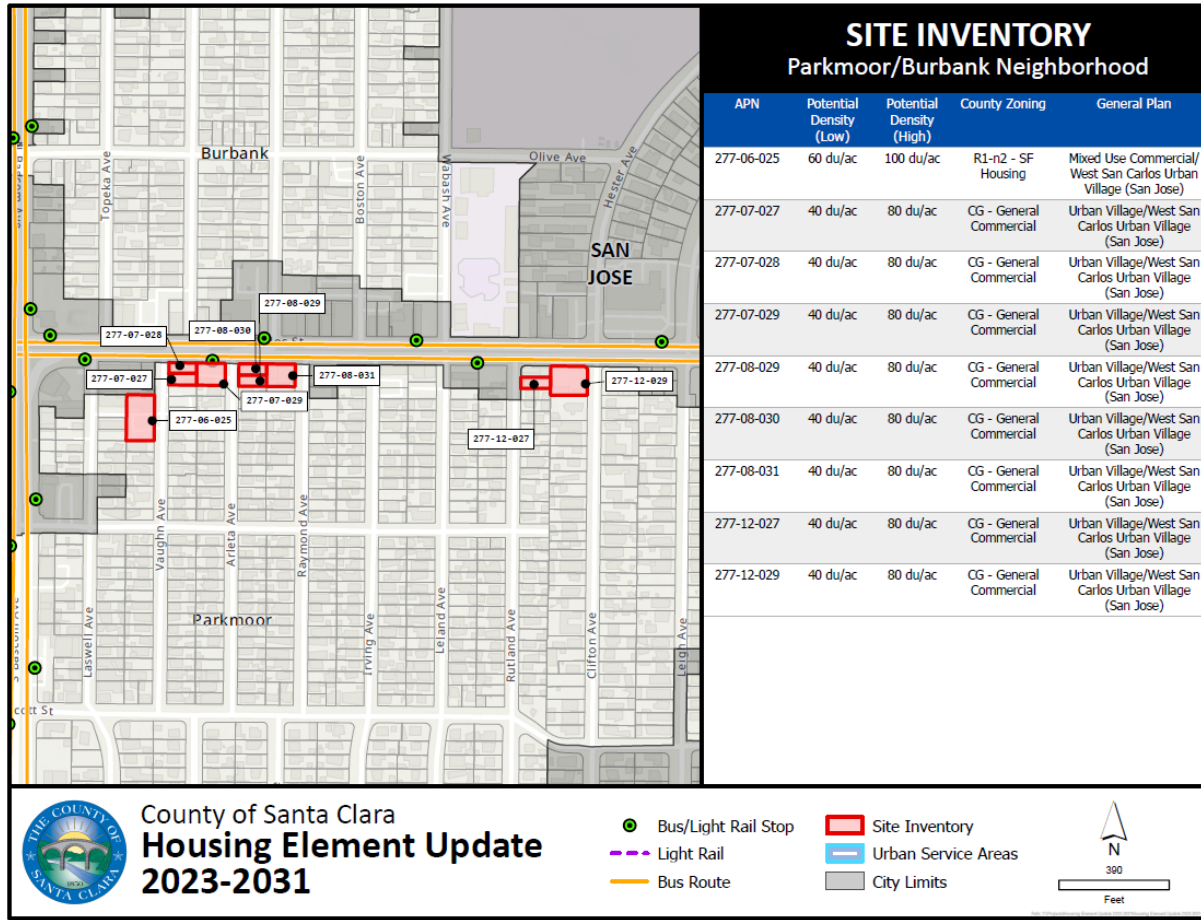 SITE INVENTORY
Parkmoor/Burbank Neighborhood
APN
Potential Density (Low)
Potential Density (High)
County Zoning
General Plan
277-06-025 60 du/ac 100 du/ac R1-n2 - SF Housing Mixed Use Commercial/ West San Carlos Urban Village (San Jose)
277-07-027 40 du/ac 80 du/ac CG - General Commercial Urban Village/West San Carlos Urban Village (San Jose)
277-07-028 40 du/ac 80 du/ac CG - General Commercial Urban Village/West San Carlos Urban Village (San Jose)
277-07-029 40 du/ac 80 du/ac CG - General Commercial Urban Village/West San Carlos Urban Village (San Jose)
277-08-029 40 du/ac 80 du/ac CG - General Commercial Urban Village/West San Carlos Urban Village (San Jose)
277-08-030 40 du/ac 80 du/ac CG - General Commercial Urban Village/West San Carlos Urban Village (San Jose)
277-08-031 40 du/ac 80 du/ac CG - General Commercial Urban Village/West San Carlos Urban Village (San Jose)
277-12-027 40 du/ac 80 du/ac CG - General Commercial Urban Village/West San Carlos Urban Village (San Jose)
277-12-029 40 du/ac 80 du/ac CG - General Commercial Urban Village/West San Carlos Urban Village (San Jose)
Burbank
Olive Ave
Hester Ave
Topeka Ave
Boston Ave
Wabash Ave
SAN
JOSE
277-08-029
277-08-030
277-07-028
277-07-027
277-08-031
277-12-029
277-07-029
277-06-025
277-12-027
Vaughn Ave
Arleta Ave
Raymond Ave
Parkmoor
Laswell Ave
Irving Ave
Leland Ave
Rutland Ave
Clifton Ave
Leigh Ave
S Bascom Ave
cott St
THE COUNTY OF SANTA CLARA
1850
County of Santa Clara
Housing Element Update
2023-2031
Bus/Light Rail Stop
Light Rail
Bus Route
Site Inventory
Urban Service Areas
City Limits
N
390
Feet